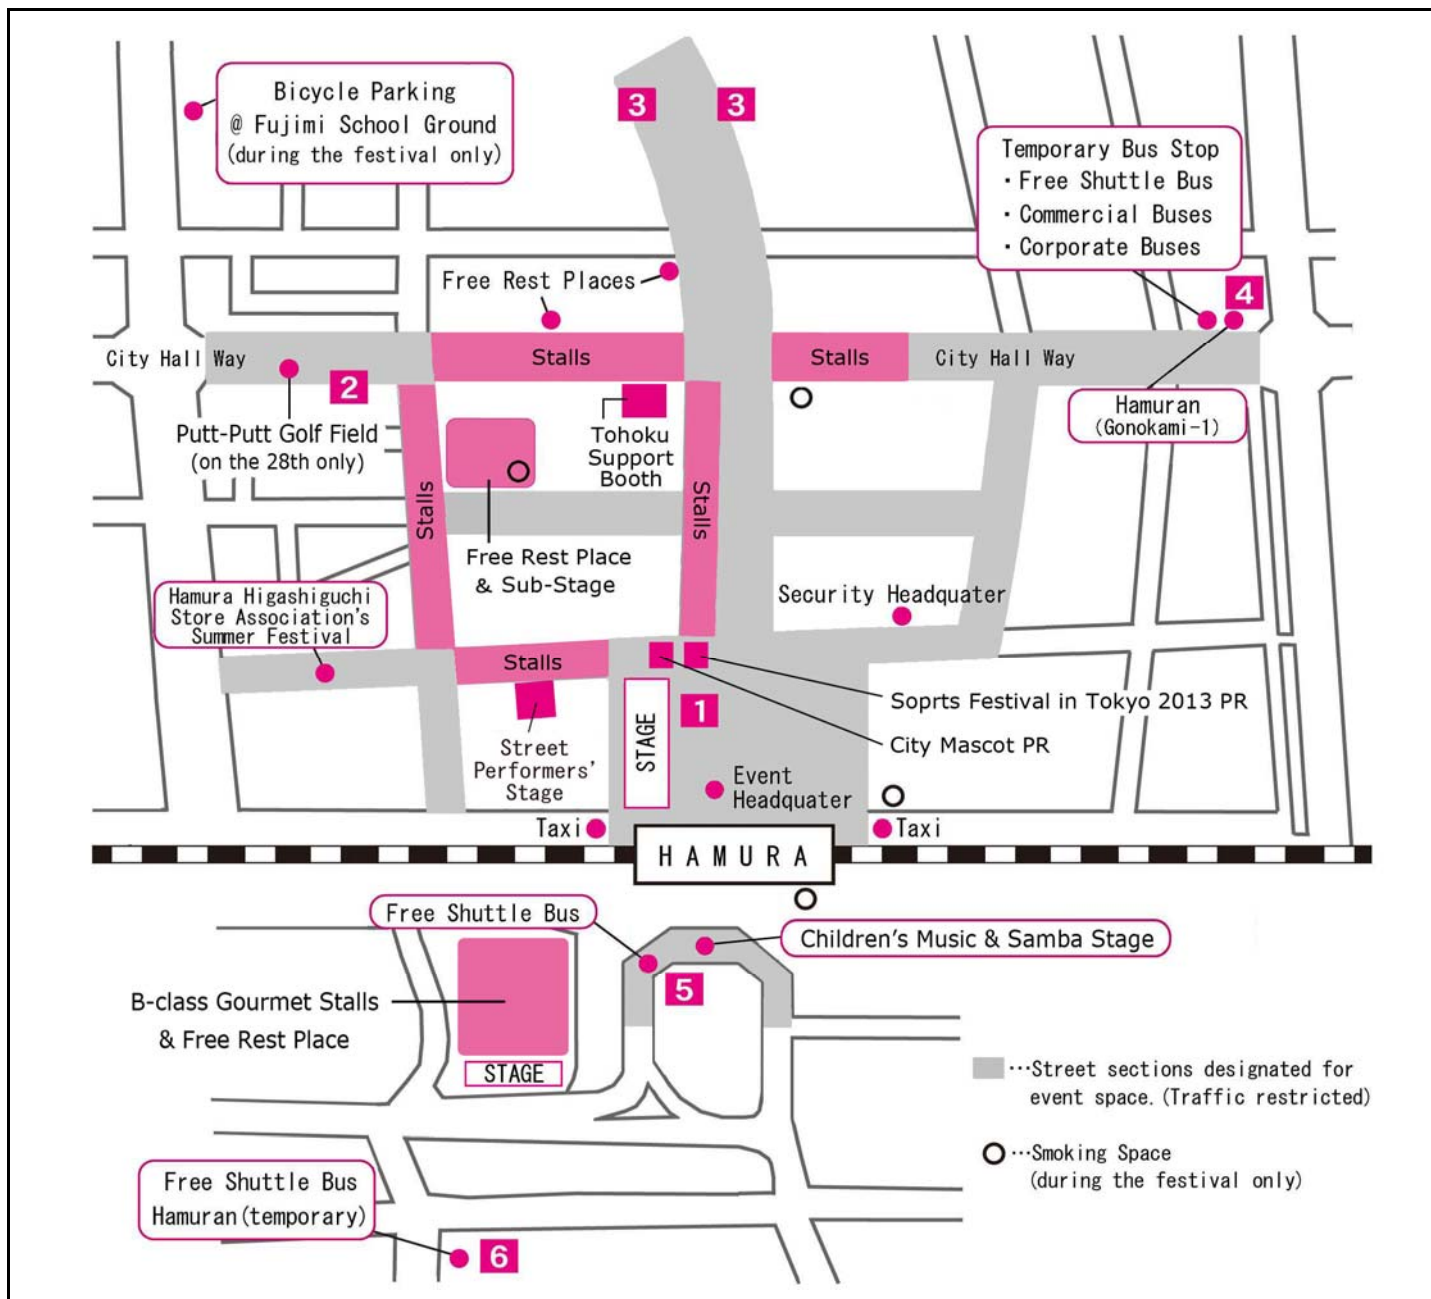 Bicycle Parking
@ Fujimi School Ground
(during the festival only)
3
3
Temporary Bus Stop
・Free Shuttle Bus
・Commercial Buses
・Corporate Buses
Free Rest Places
4
City Hall Way
Stalls
Stalls
City Hall Way
2
Hamuran
(Gonokami-1)
Putt-Putt Golf Field
(on the 28th only)
Tohoku
Support
Booth
Stalls
Stalls
Free Rest Place
& Sub-Stage
Hamura Higashiguchi
Store Association's
Summer Festival
Security Headquater
Stalls
Soprts Festival in Tokyo 2013 PR
1
STAGE
City Mascot PR
Street
Performers'
Stage
Event
Headquater
Taxi
Taxi
HAMURA
Free Shuttle Bus
Children's Music & Samba Stage
5
B-class Gourmet Stalls
& Free Rest Place
STAGE
…Street sections designated for
event space. (Traffic restricted)
…Smoking Space
(during the festival only)
Free Shuttle Bus
Hamuran (temporary)
6